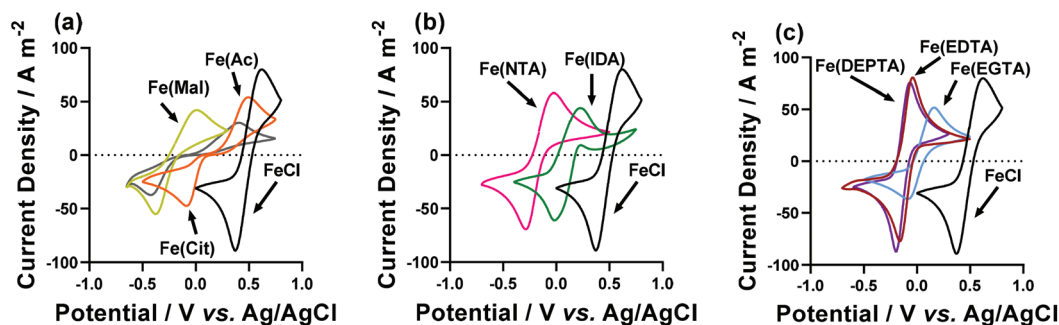 (a)
Current Density / A m⁻²
100
50
0
-50
-100
Fe(Ac)
Fe(Mal)
FeCl
Fe(Cit)
-1.0 -0.5 0.0 0.5 1.0
Potential / V vs. Ag/AgCl
(b)
Current Density / A m⁻²
100
50
0
-50
-100
Fe(NTA) Fe(IDA)
FeCl
-1.0 -0.5 0.0 0.5 1.0
Potential / V vs. Ag/AgCl
(c)
Current Density / A m⁻²
100
50
0
-50
-100
Fe(EDTA)
Fe(DEPTA) Fe(EGTA)
FeCl
-1.0 -0.5 0.0 0.5 1.0
Potential / V vs. Ag/AgCl